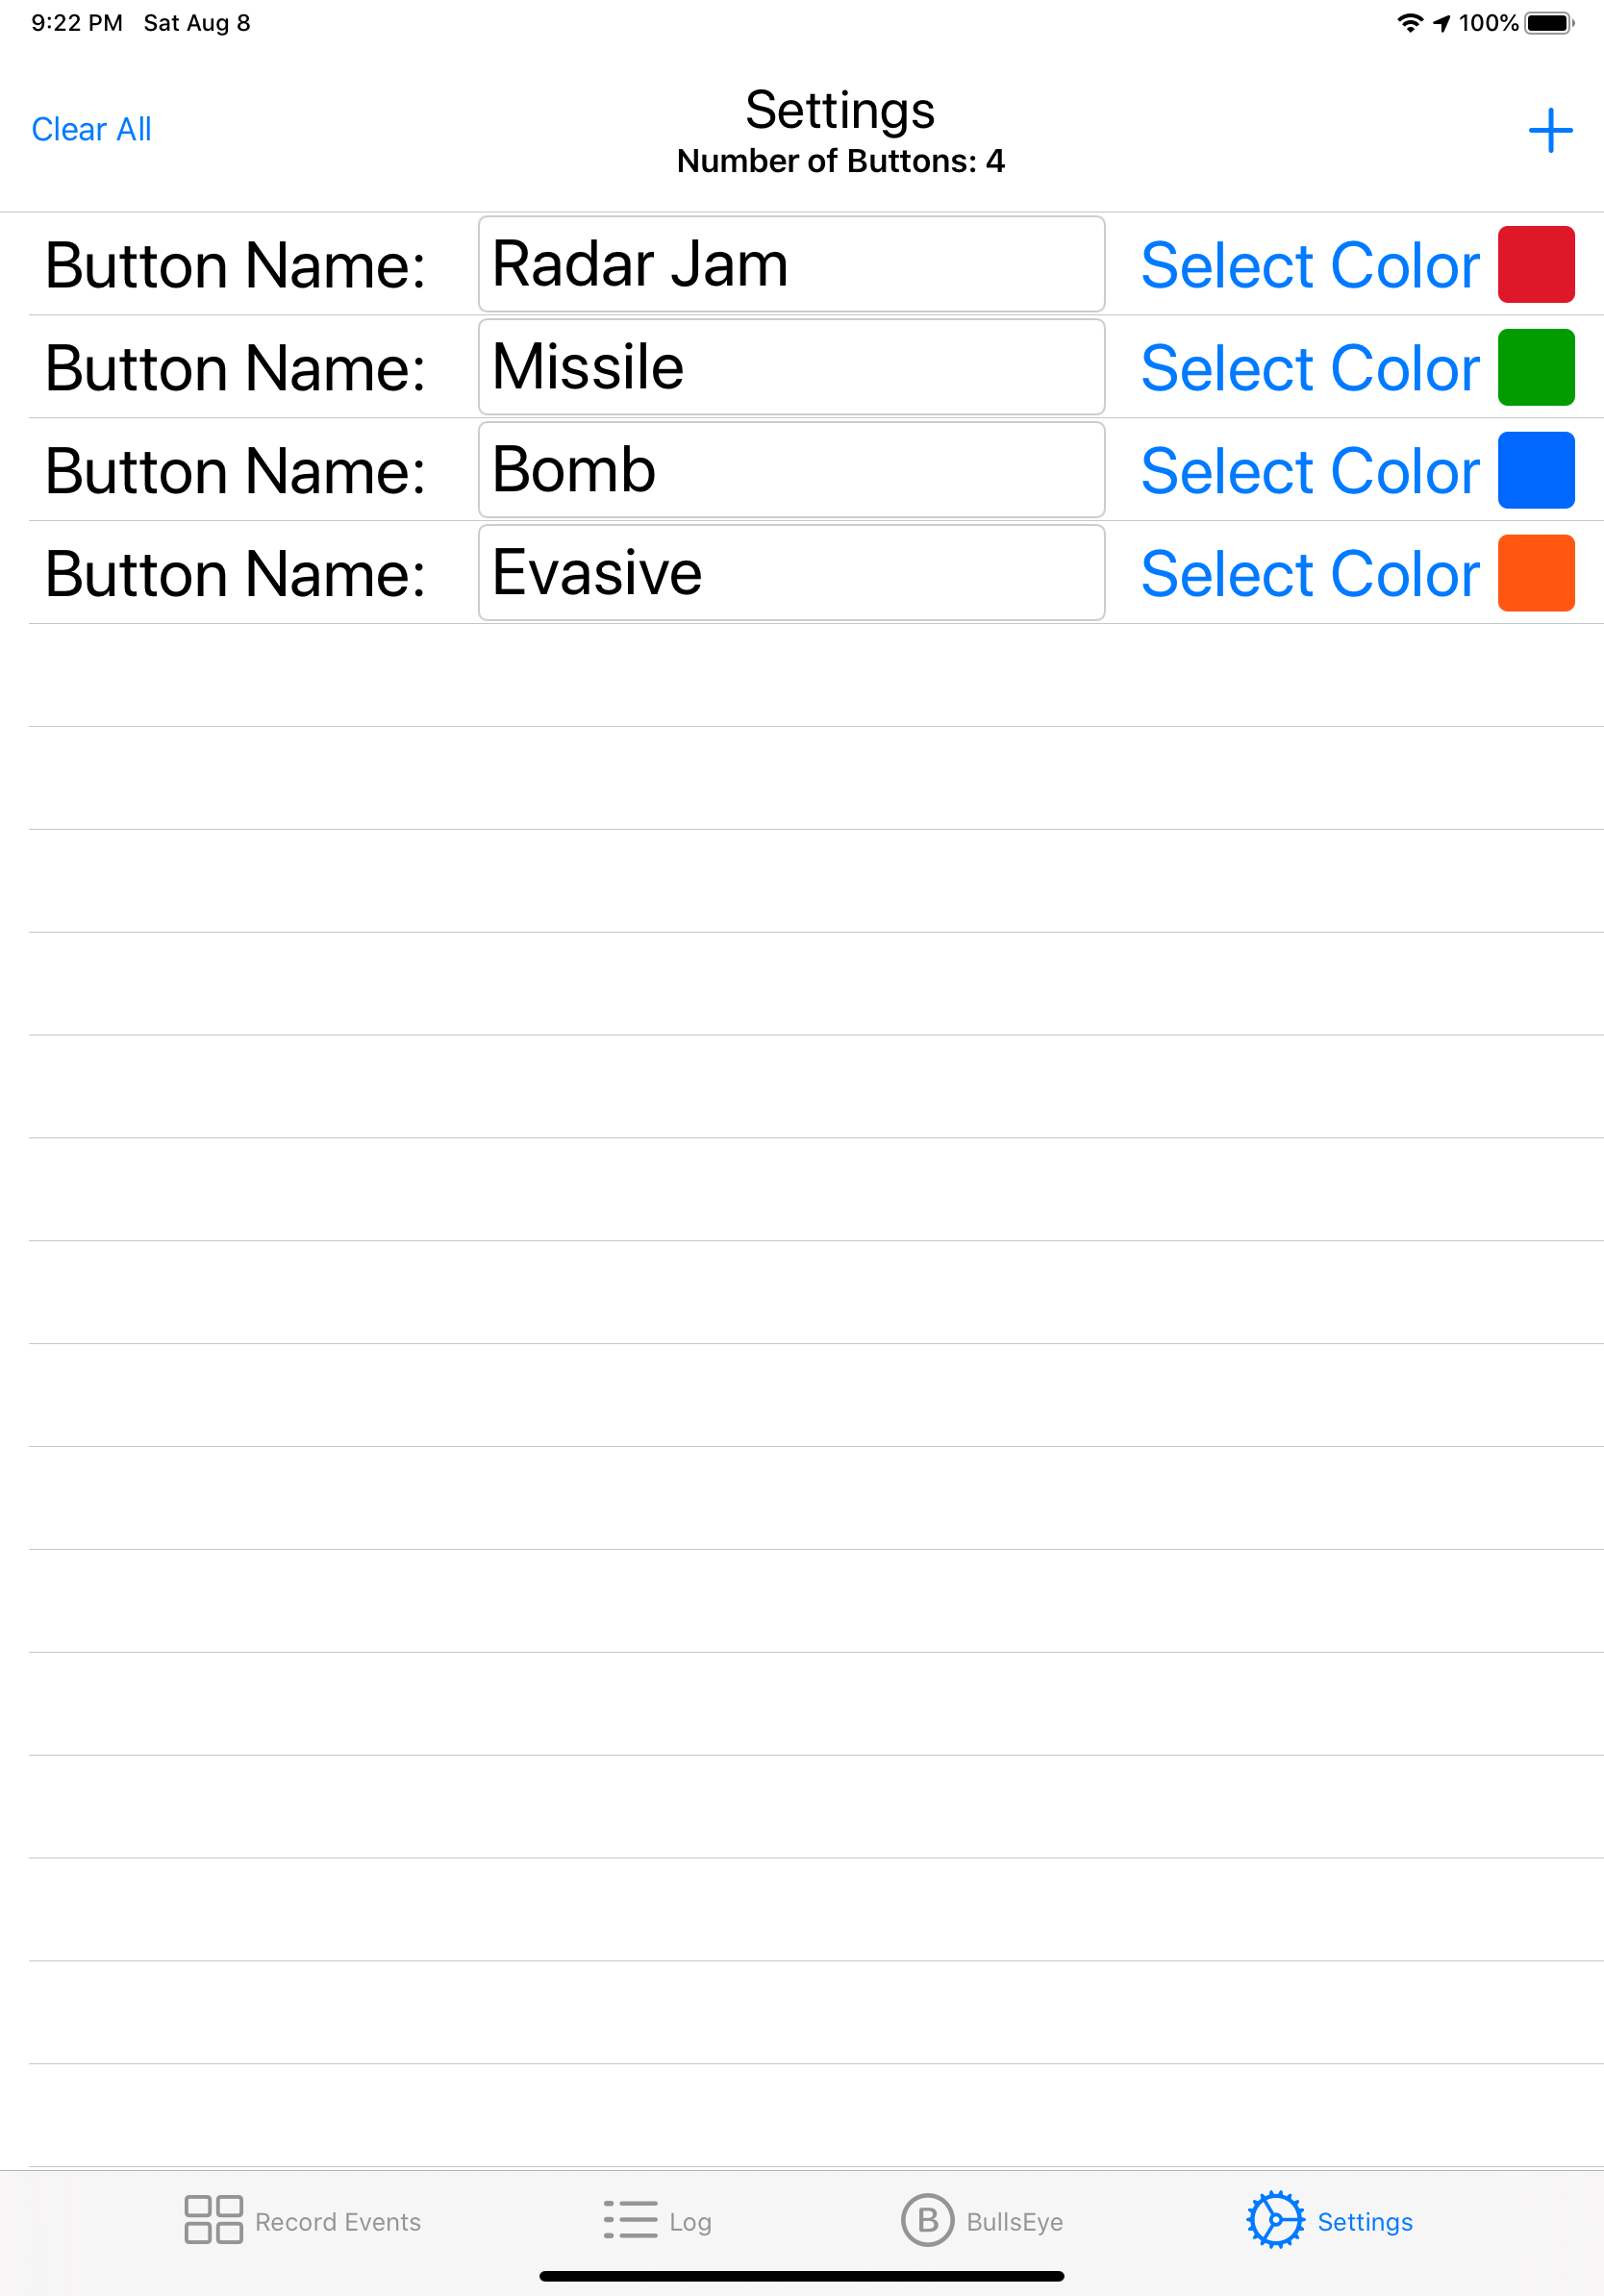 9:22 PM Sat Aug 8 100%
Clear All
Settings
Number of Buttons: 4
Button Name: Radar Jam Select Color
Button Name: Missile Select Color
Button Name: Bomb Select Color
Button Name: Evasive Select Color
Record Events Log B BullsEye Settings